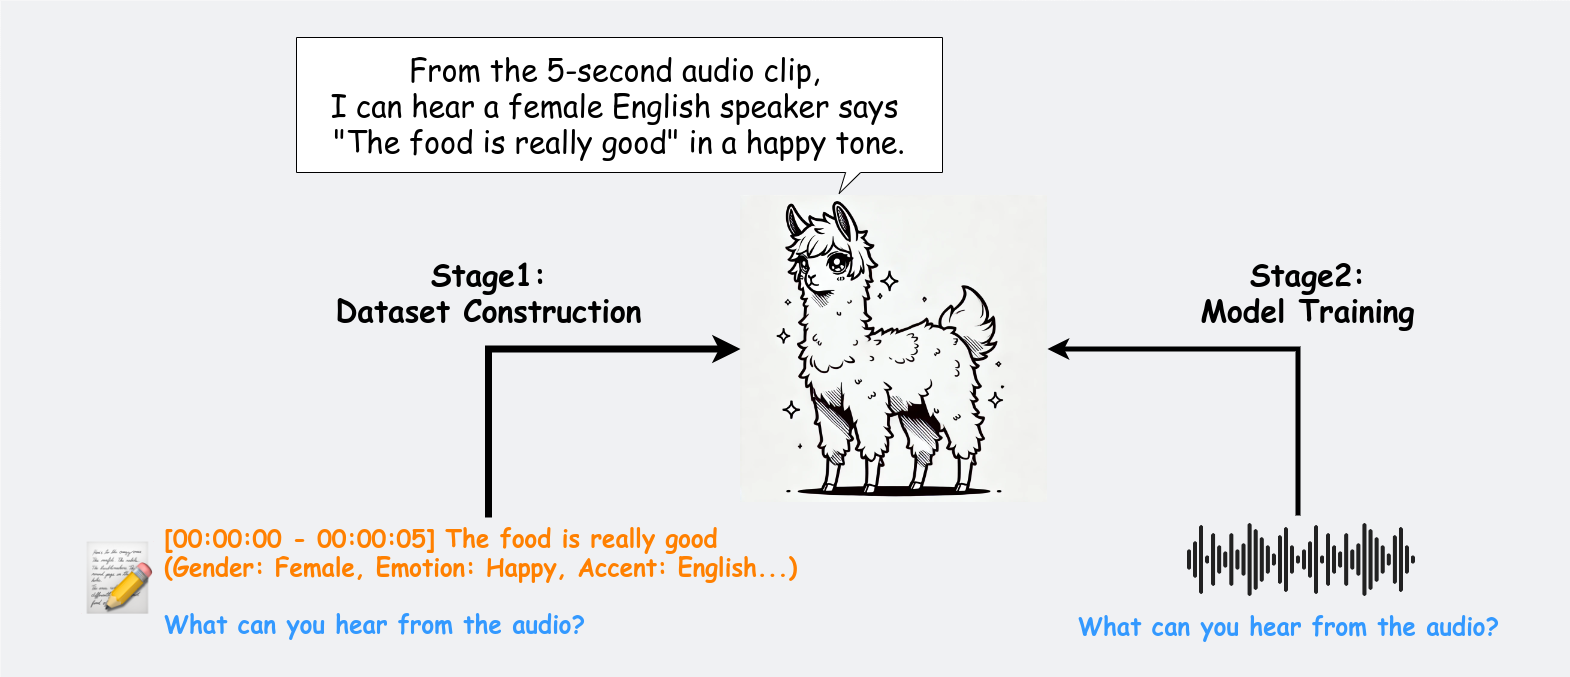 From the 5-second audio clip,
I can hear a female English speaker says
"The food is really good" in a happy tone.
Stage1:
Dataset Construction
Stage2:
Model Training
[00:00:00 - 00:00:05] The food is really good
(Gender: Female, Emotion: Happy, Accent: English...)
What can you hear from the audio?
What can you hear from the audio?